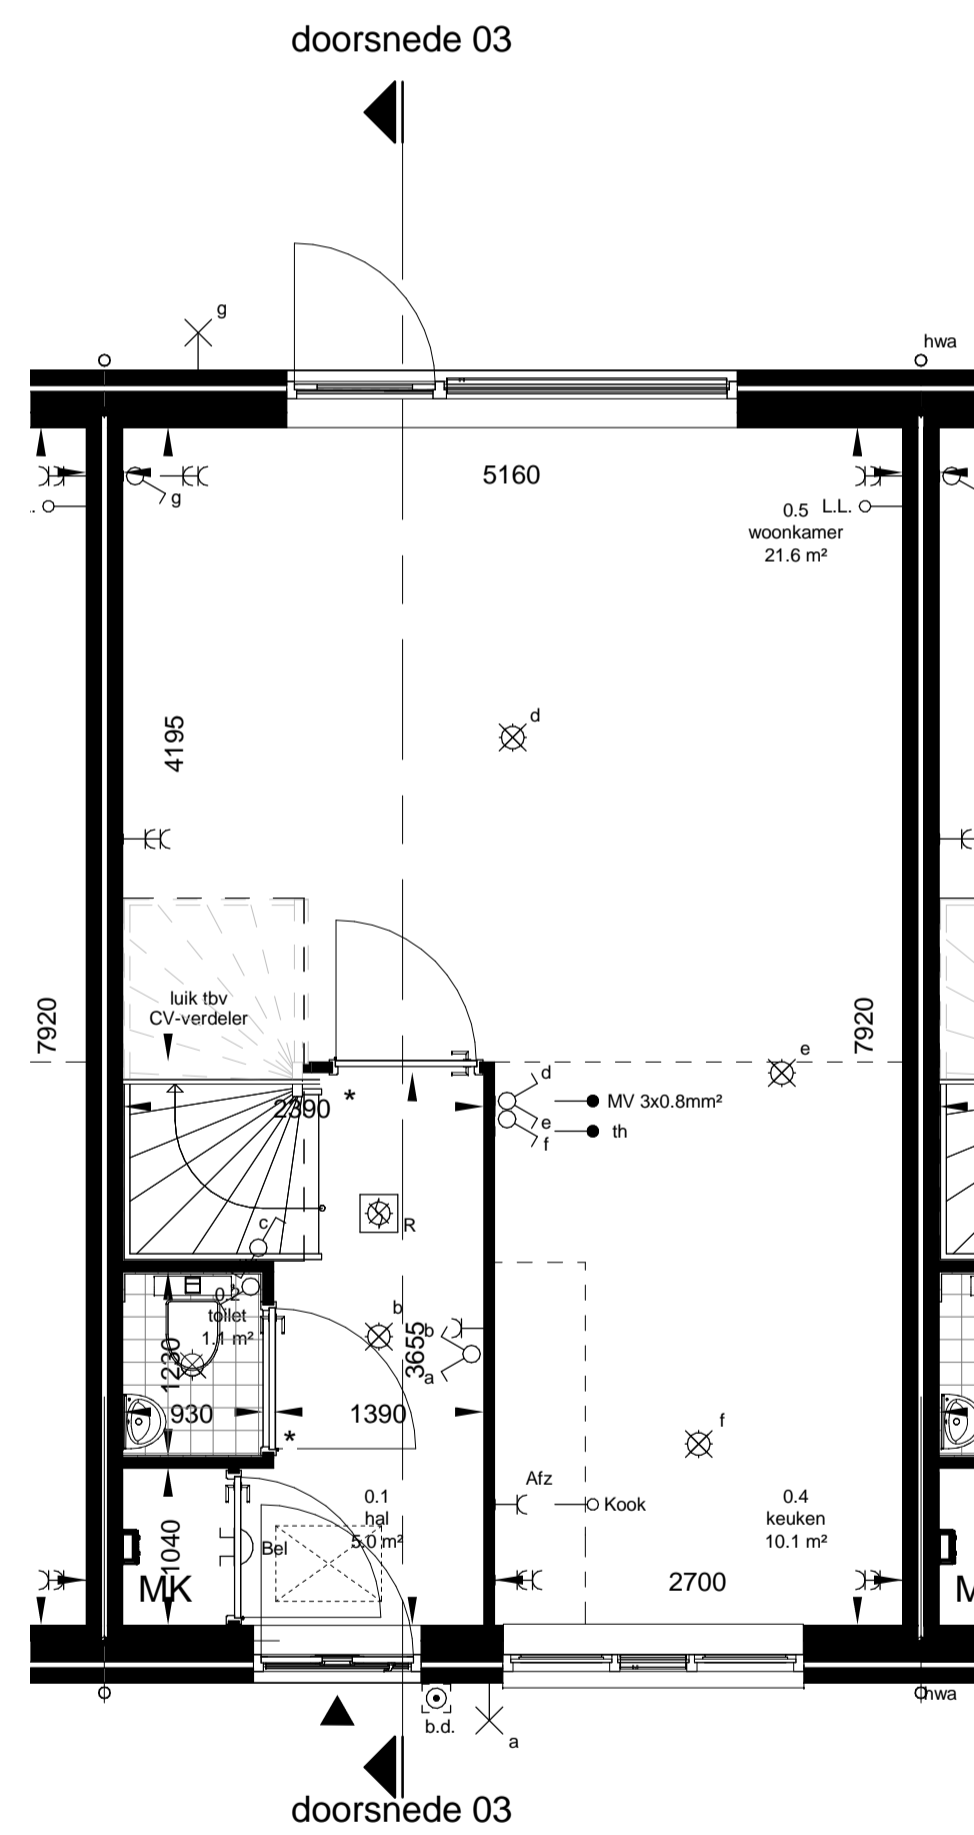 doorsnede 03
g
hwa
5160
g
L.
0.5 L.L.
woonkamer
21.6 m²
4195
d
luik tbv
CV-verdeler
7920
7920
e
2390 *
d
MV 3x0.8mm²
e
f
th
c
R
0.2
toilet
1.1 m²
b
b
3655
a
1230
930
1390
*
f
Afz
Kook
0.1
hal
5.0 m²
0.4
keuken
10.1 m²
Bel
1040
MK
2700
M
b.d.
a
hwa
doorsnede 03